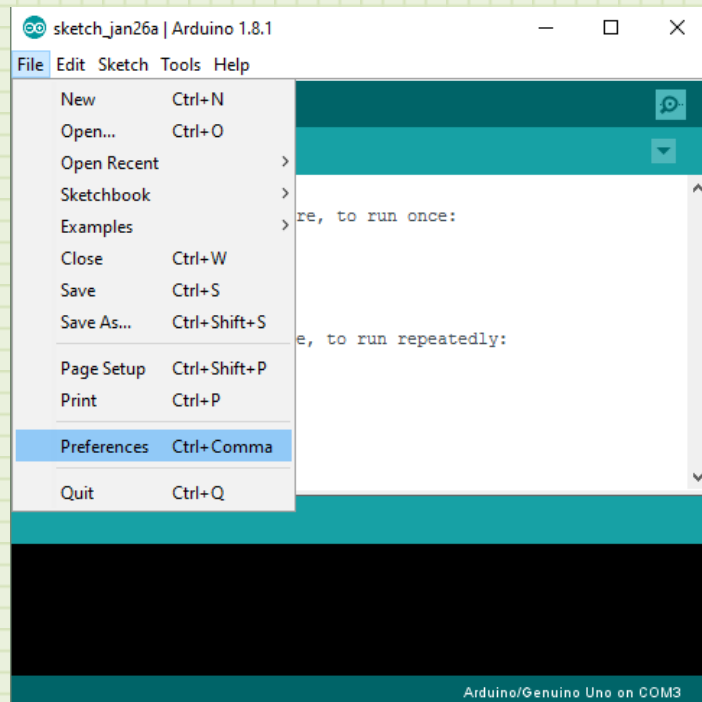 sketch_jan26a | Arduino 1.8.1
File Edit Sketch Tools Help
New Ctrl+N
Open... Ctrl+O
Open Recent
Sketchbook
Examples
Close Ctrl+W
Save Ctrl+S
Save As... Ctrl+Shift+S
Page Setup Ctrl+Shift+P
Print Ctrl+P
Preferences Ctrl+Comma
Quit Ctrl+Q
re, to run once:
e, to run repeatedly:
Arduino/Genuino Uno on COM3